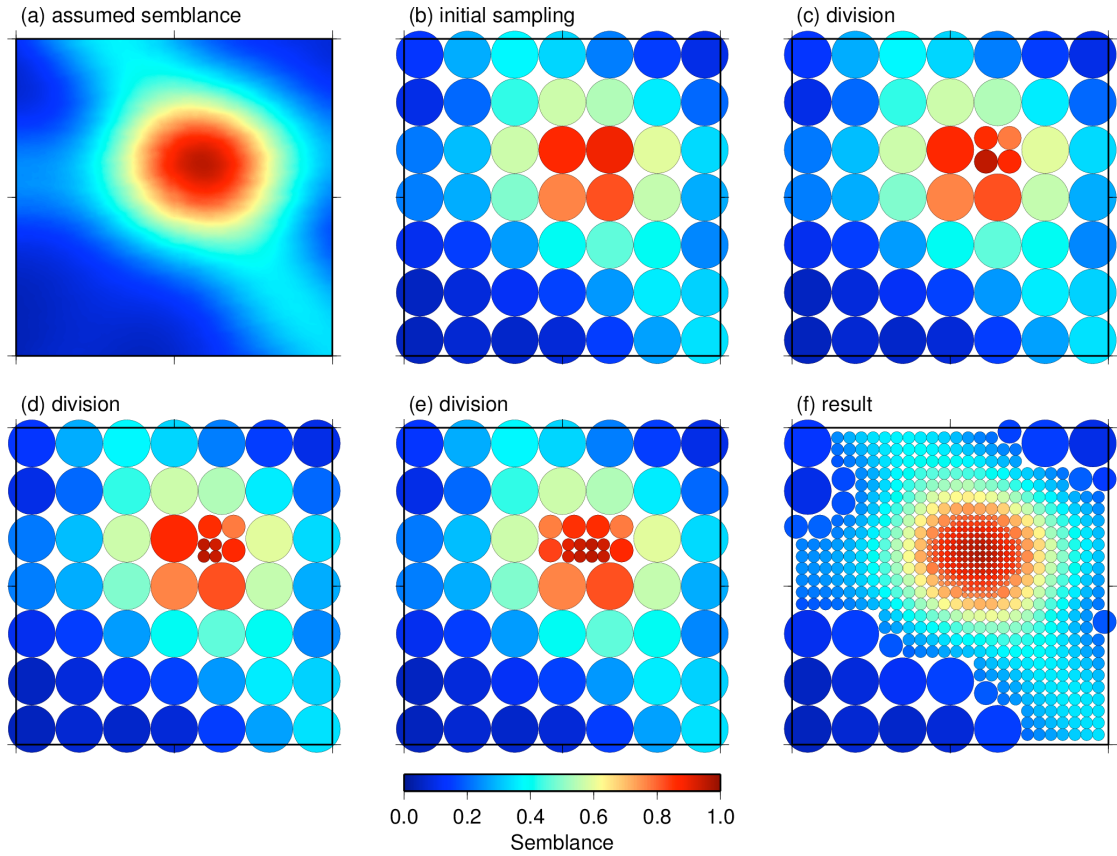 (a) assumed semblance
(b) initial sampling
(c) division
(d) division
(e) division
(f) result
0.0 0.2 0.4 0.6 0.8 1.0
Semblance